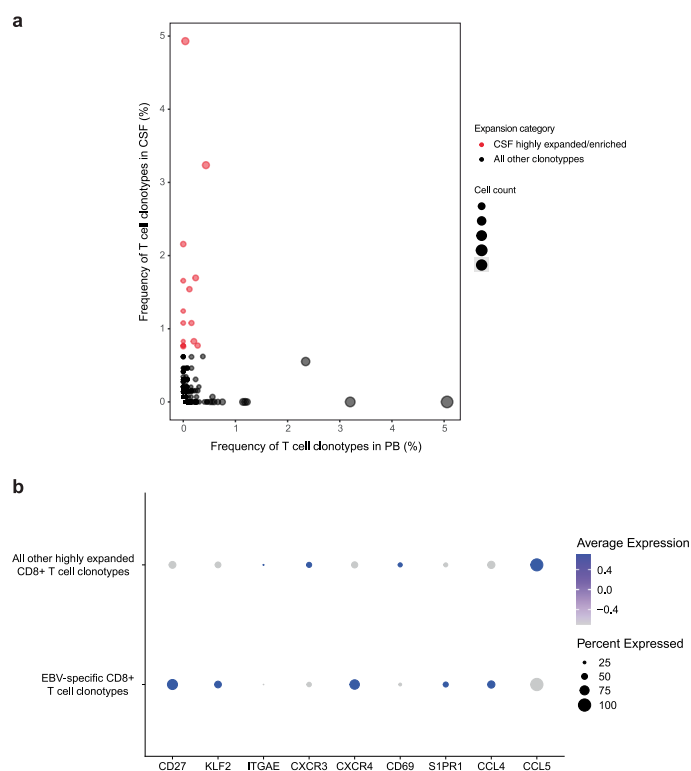 a
5
4
3
2
1
0
Frequency of T cell clonotypes in CSF (%)
0 1 2 3 4 5
Frequency of T cell clonotypes in PB (%)
Expansion category
CSF highly expanded/enriched
All other clonotyppes
Cell count
b
All other highly expanded
CD8+ T cell clonotypes
EBV-specific CD8+
T cell clonotypes
CD27 KLF2 ITGAE CXCR3 CXCR4 CD69 S1PR1 CCL4 CCL5
Average Expression
0.4
0.0
−0.4
Percent Expressed
25
50
75
100